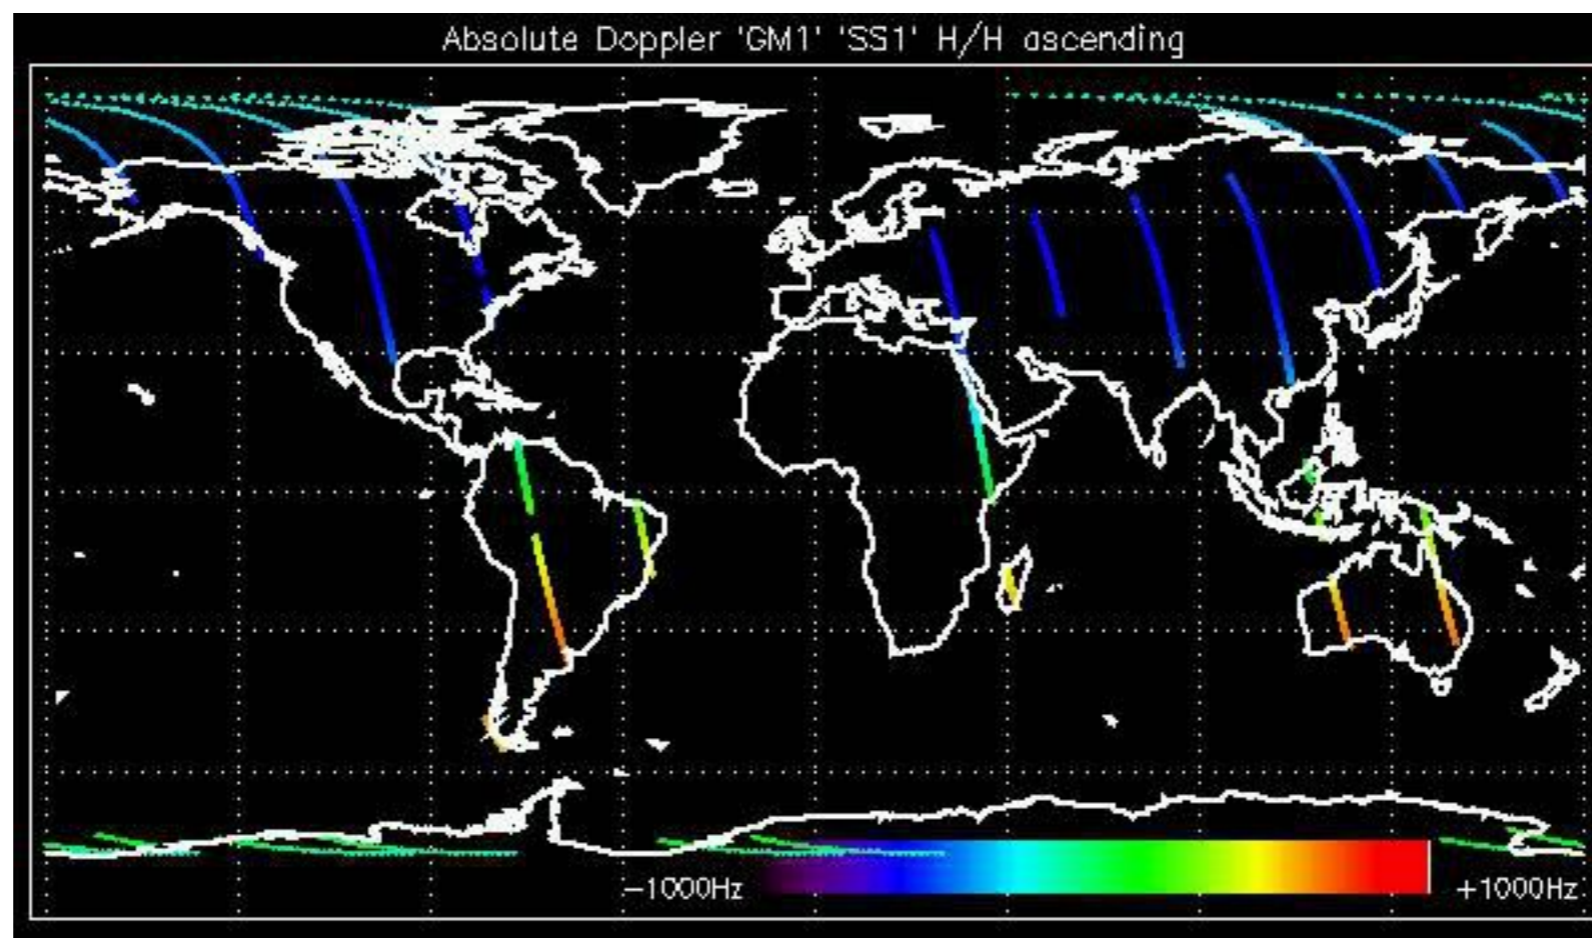 Absolute Doppler 'GM1' 'SS1' H/H ascending
-1000Hz +1000Hz